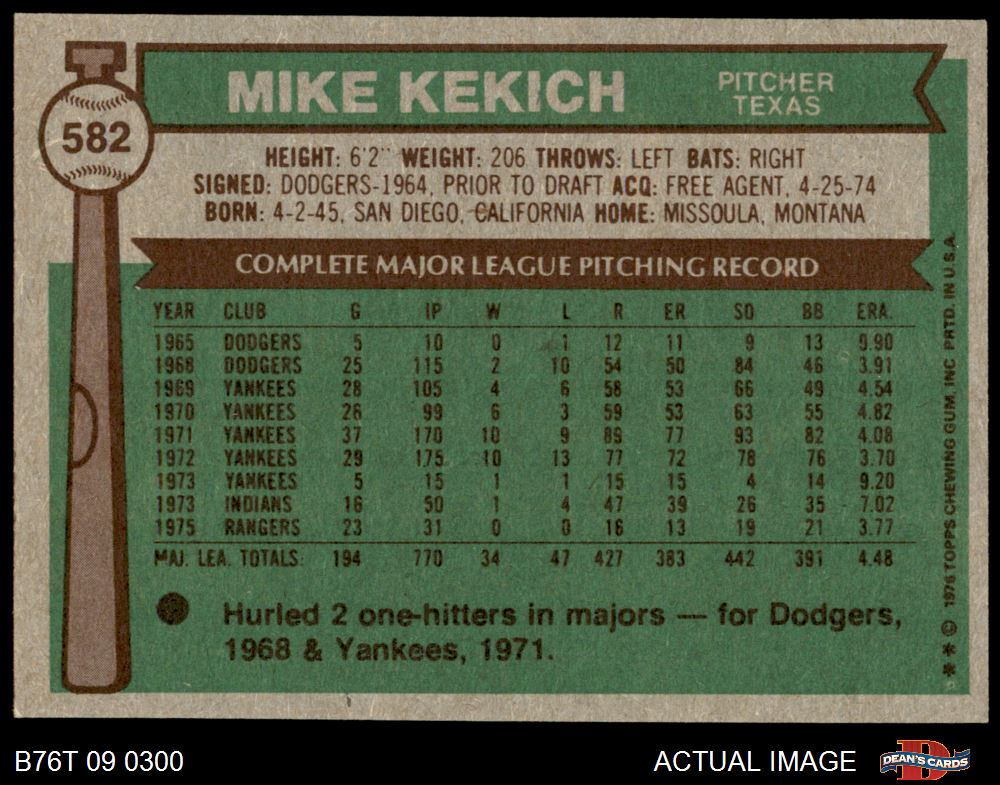 MIKE KEKICH
PITCHER
TEXAS
582
HEIGHT: 6'2" WEIGHT: 206 THROWS: LEFT BATS: RIGHT
SIGNED: DODGERS-1964, PRIOR TO DRAFT ACQ: FREE AGENT, 4-25-74
BORN: 4-2-45, SAN DIEGO, CALIFORNIA HOME: MISSOULA, MONTANA
COMPLETE MAJOR LEAGUE PITCHING RECORD
YEAR CLUB G IP W L R ER SO BB ERA.
1965 DODGERS 5 10 0 1 12 11 9 13 9.90
1968 DODGERS 25 115 2 10 54 50 84 46 3.91
1969 YANKEES 28 105 4 6 58 53 66 49 4.54
1970 YANKEES 26 99 6 3 59 53 63 55 4.82
1971 YANKEES 37 170 10 9 89 77 93 82 4.08
1972 YANKEES 29 175 10 13 77 72 78 76 3.70
1973 YANKEES 5 15 1 1 15 15 4 14 9.20
1973 INDIANS 16 50 1 4 47 39 26 35 7.02
1975 RANGERS 23 31 0 0 16 13 19 21 3.77
MAJ. LEA. TOTALS: 194 770 34 47 427 383 442 391 4.48
Hurled 2 one-hitters in majors — for Dodgers,
1968 & Yankees, 1971.
** © 1976 TOPPS CHEWING GUM, INC PRTD. IN U.S.A.
B76T 09 0300
ACTUAL IMAGE
DEAN'S CARDS